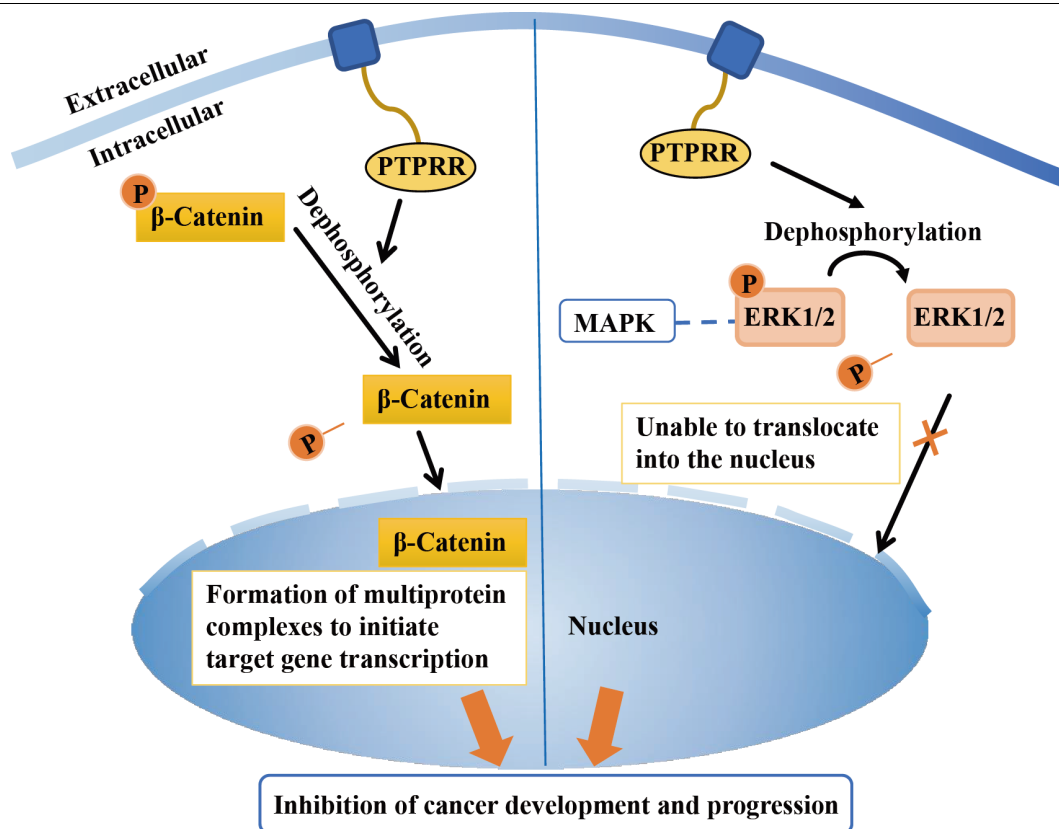 Extracellular
Intracellular
PTPRR
P
β-Catenin
Dephosphorylation
β-Catenin
P
β-Catenin
Formation of multiprotein
complexes to initiate
target gene transcription
PTPRR
Dephosphorylation
MAPK
P
ERK1/2
ERK1/2
P
Unable to translocate
into the nucleus
Nucleus
Inhibition of cancer development and progression